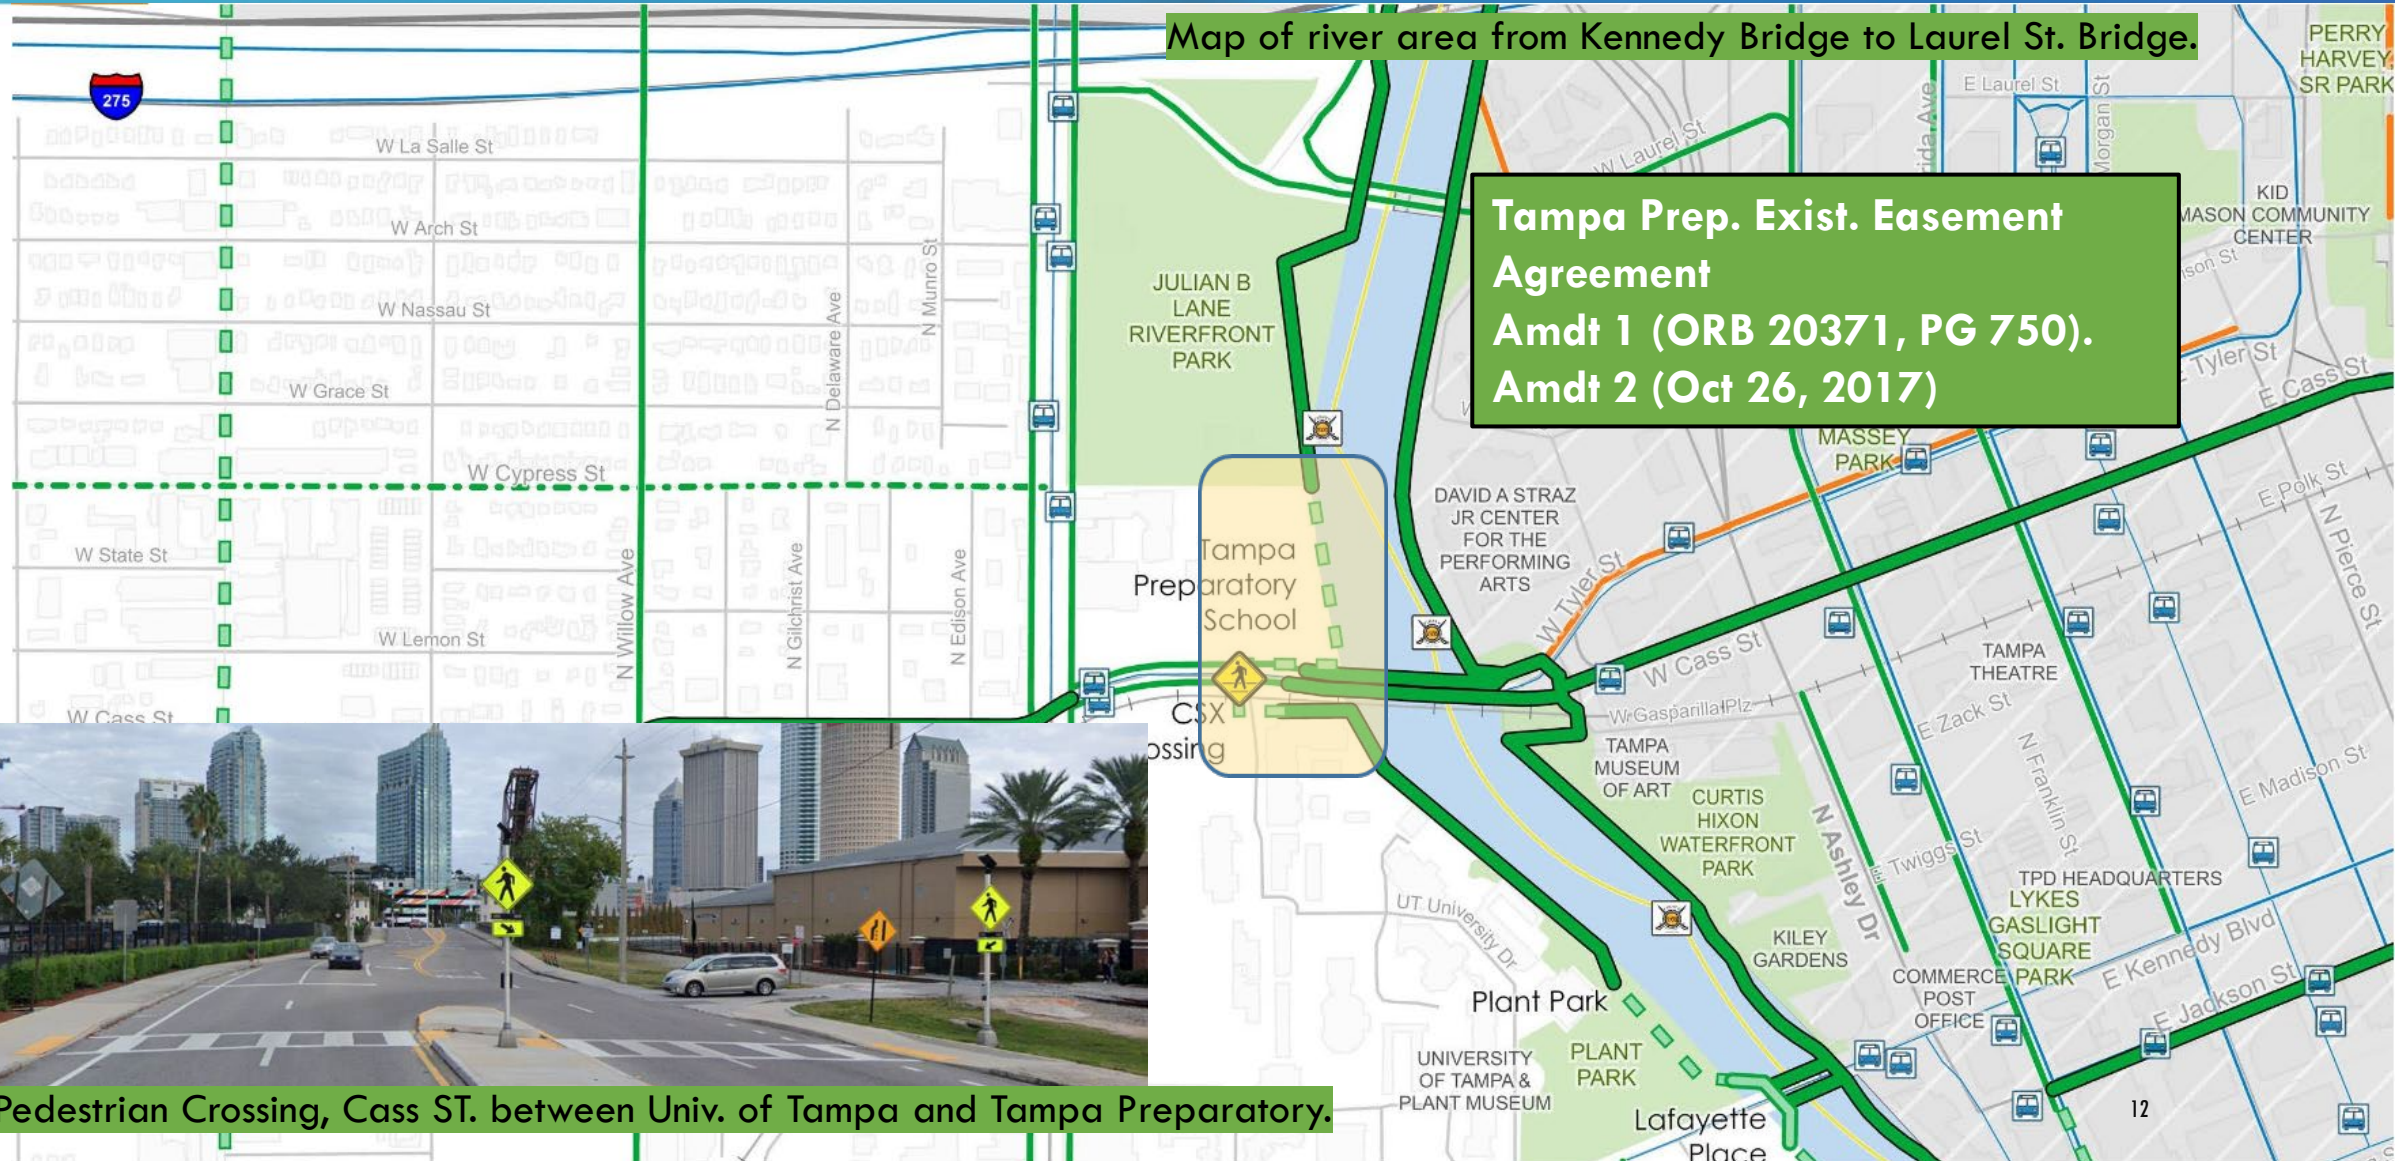 Map of river area from Kennedy Bridge to Laurel St. Bridge.
PERRY
HARVEY
SR PARK
275
E Laurel St
Morgan St
W La Salle St
W Laurel St
W Arch St
Tampa Prep. Exist. Easement
Agreement
Amdt 1 (ORB 20371, PG 750).
Amdt 2 (Oct 26, 2017)
KID
MASON COMMUNITY
CENTER
JULIAN B
LANE
RIVERFRONT
PARK
N Munro St
W Nassau St
N Delaware Ave
W Grace St
Tyler St
E Cass St
MASSEY
PARK
W Cypress St
E Polk St
DAVID A STRAZ
JR CENTER
FOR THE
PERFORMING
ARTS
N Pierce St
W State St
Tampa
Preparatory
School
N Willow Ave
N Gilchrist Ave
N Edison Ave
W Tyler St
W Lemon St
W Cass St
TAMPA
THEATRE
W Cass St
CSX
ossing
W Gasparilla Plz
E Zack St
TAMPA
MUSEUM
OF ART
N Franklin St
E Madison St
CURTIS
HIXON
WATERFRONT
PARK
N Ashley Dr
E Twiggs St
TPD HEADQUARTERS
LYKES
GASLIGHT
SQUARE
PARK
UT University Dr
KILEY
GARDENS
E Kennedy Blvd
COMMERCE
POST
OFFICE
E Jackson St
Plant Park
PLANT
PARK
UNIVERSITY
OF TAMPA &
PLANT MUSEUM
Lafayette
Place
Pedestrian Crossing, Cass ST. between Univ. of Tampa and Tampa Preparatory.
12